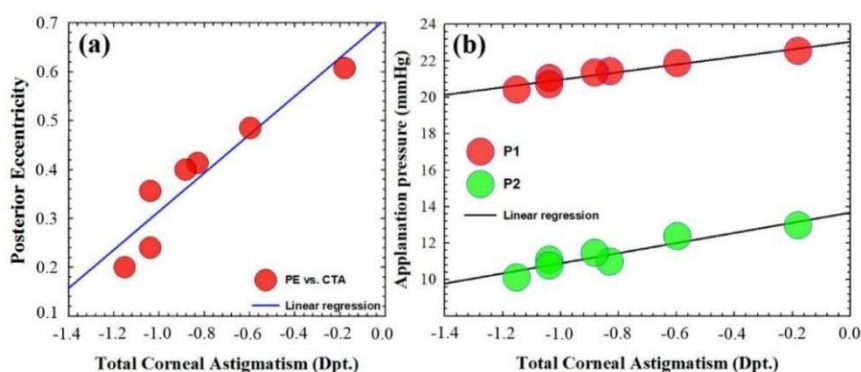 (a)
0.7
0.6
0.5
0.4
0.3
0.2
0.1
Posterior Eccentricity
PE vs. CTA
Linear regression
-1.4 -1.2 -1.0 -0.8 -0.6 -0.4 -0.2 0.0
Total Corneal Astigmatism (Dpt.)
(b)
24
22
20
18
16
14
12
10
Applanation pressure (mmHg)
P1
P2
Linear regression
-1.4 -1.2 -1.0 -0.8 -0.6 -0.4 -0.2 0.0
Total Corneal Astigmatism (Dpt.)